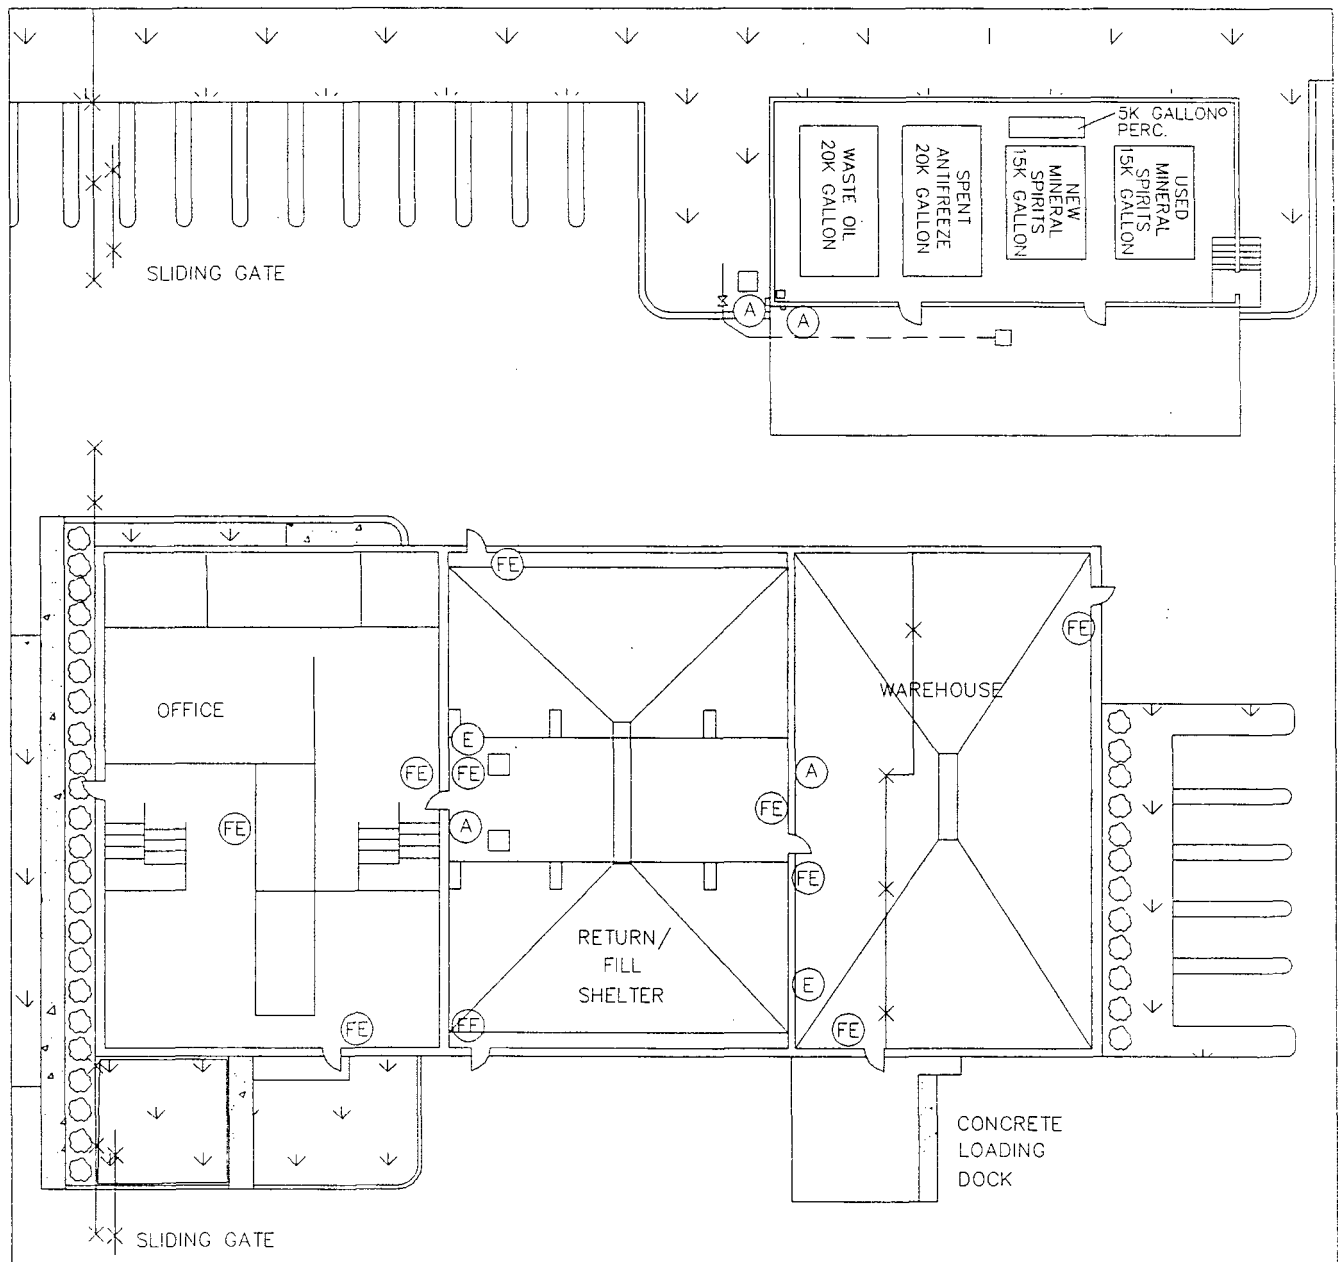 5K GALLON
PERC.
WASTE OIL
20K GALLON
SPENT
ANTIFREEZE
20K GALLON
NEW
MINERAL
SPIRITS
15K GALLON
USED
MINERAL
SPIRITS
15K GALLON
SLIDING GATE
A
A
FE
FE
OFFICE
WAREHOUSE
E
FE
FE
A
FE
A
FE
FE
RETURN/
FILL
SHELTER
E
FE
FE
FE
CONCRETE
LOADING
DOCK
SLIDING GATE